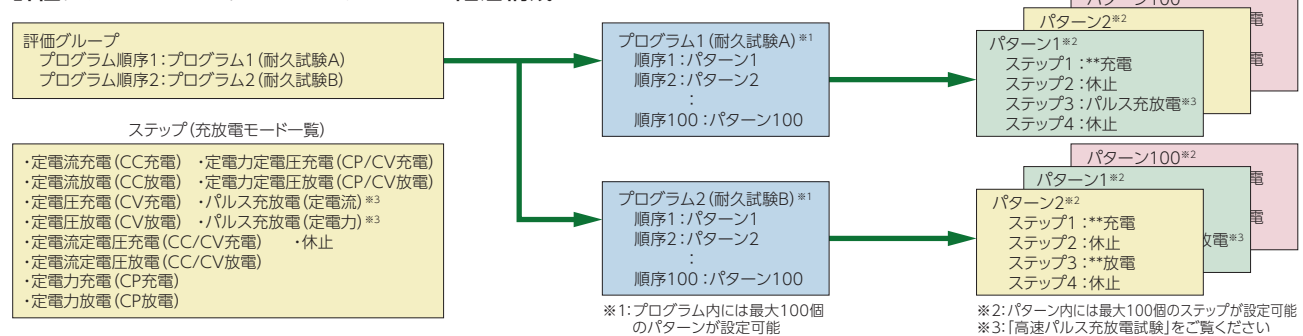 評価グループ
プログラム順序1：プログラム1（耐久試験A）
プログラム順序2：プログラム2（耐久試験B）
ステップ（充放電モード一覧）
・定電流充電（CC充電） ・定電力定電圧充電（CP/CV充電）
・定電流放電（CC放電） ・定電力定電圧放電（CP/CV放電）
・定電圧充電（CV充電） ・パルス充放電（定電流）※3
・定電圧放電（CV放電） ・パルス充放電（定電力）※3
・定電流定電圧充電（CC/CV充電） ・休止
・定電流定電圧放電（CC/CV放電）
・定電力充電（CP充電）
・定電力放電（CP放電）
プログラム1（耐久試験A）※1
順序1：パターン1
順序2：パターン2
：
順序100：パターン100
プログラム2（耐久試験B）※1
順序1：パターン1
順序2：パターン2
：
順序100：パターン100
※1：プログラム内には最大100個
のパターンが設定可能
パターン100
電
電
パターン2※2
パターン1※2
ステップ1：**充電
ステップ2：休止
ステップ3：パルス充放電※3
ステップ4：休止
パターン100※2
電
電
パターン1※2
放電※3
パターン2※2
ステップ1：**充電
ステップ2：休止
ステップ3：**放電
ステップ4：休止
※2：パターン内には最大100個のステップが設定可能
※3：「高速パルス充放電試験」をご覧ください